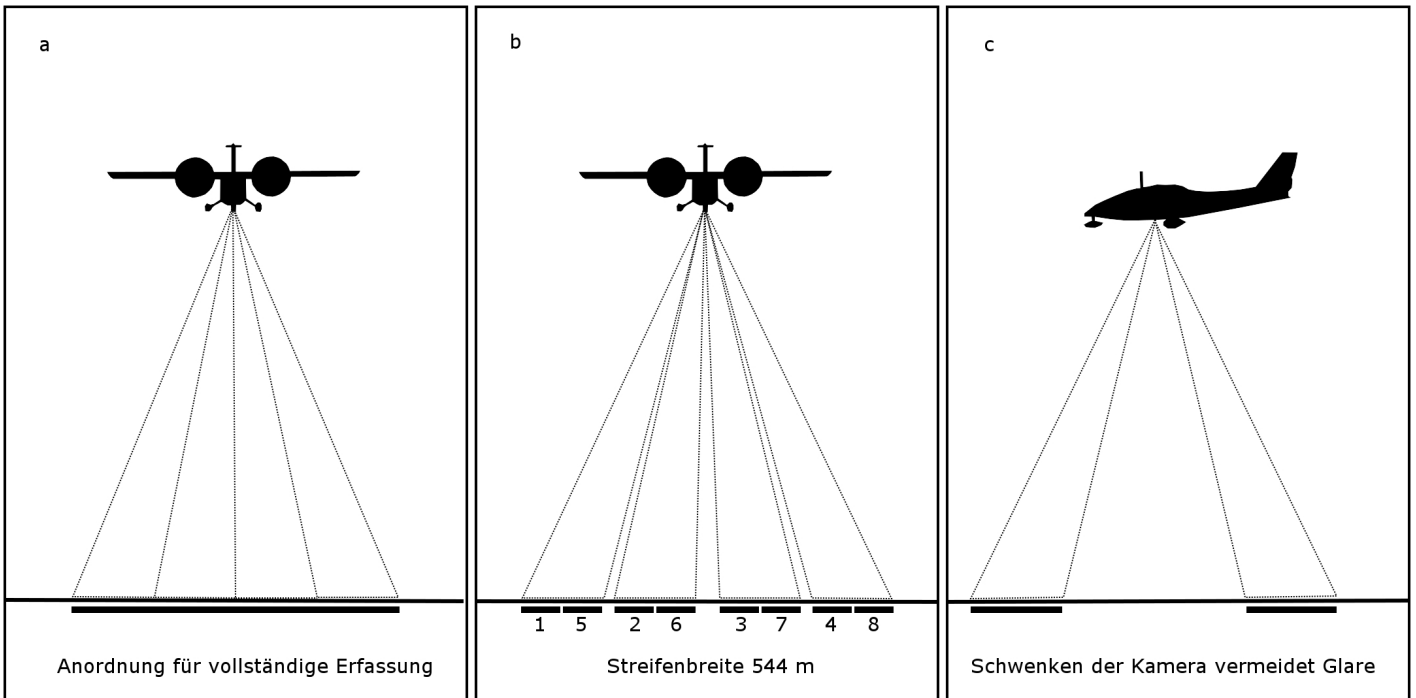 a
b
c
1 5 2 6 3 7 4 8
Anordnung für vollständige Erfassung
Streifenbreite 544 m
Schwenken der Kamera vermeidet Glare